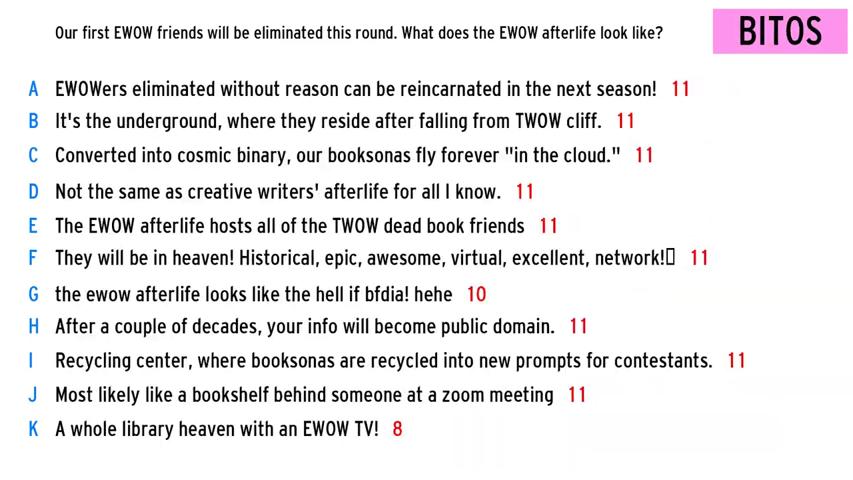 Our first EWOW friends will be eliminated this round. What does the EWOW afterlife look like?
BITOS
A EWOWers eliminated without reason can be reincarnated in the next season! 11
B It's the underground, where they reside after falling from TWOW cliff. 11
C Converted into cosmic binary, our booksonas fly forever "in the cloud." 11
D Not the same as creative writers' afterlife for all I know. 11
E The EWOW afterlife hosts all of the TWOW dead book friends 11
F They will be in heaven! Historical, epic, awesome, virtual, excellent, network!▯ 11
G the ewow afterlife looks like the hell if bfdia! hehe 10
H After a couple of decades, your info will become public domain. 11
I Recycling center, where booksonas are recycled into new prompts for contestants. 11
J Most likely like a bookshelf behind someone at a zoom meeting 11
K A whole library heaven with an EWOW TV! 8